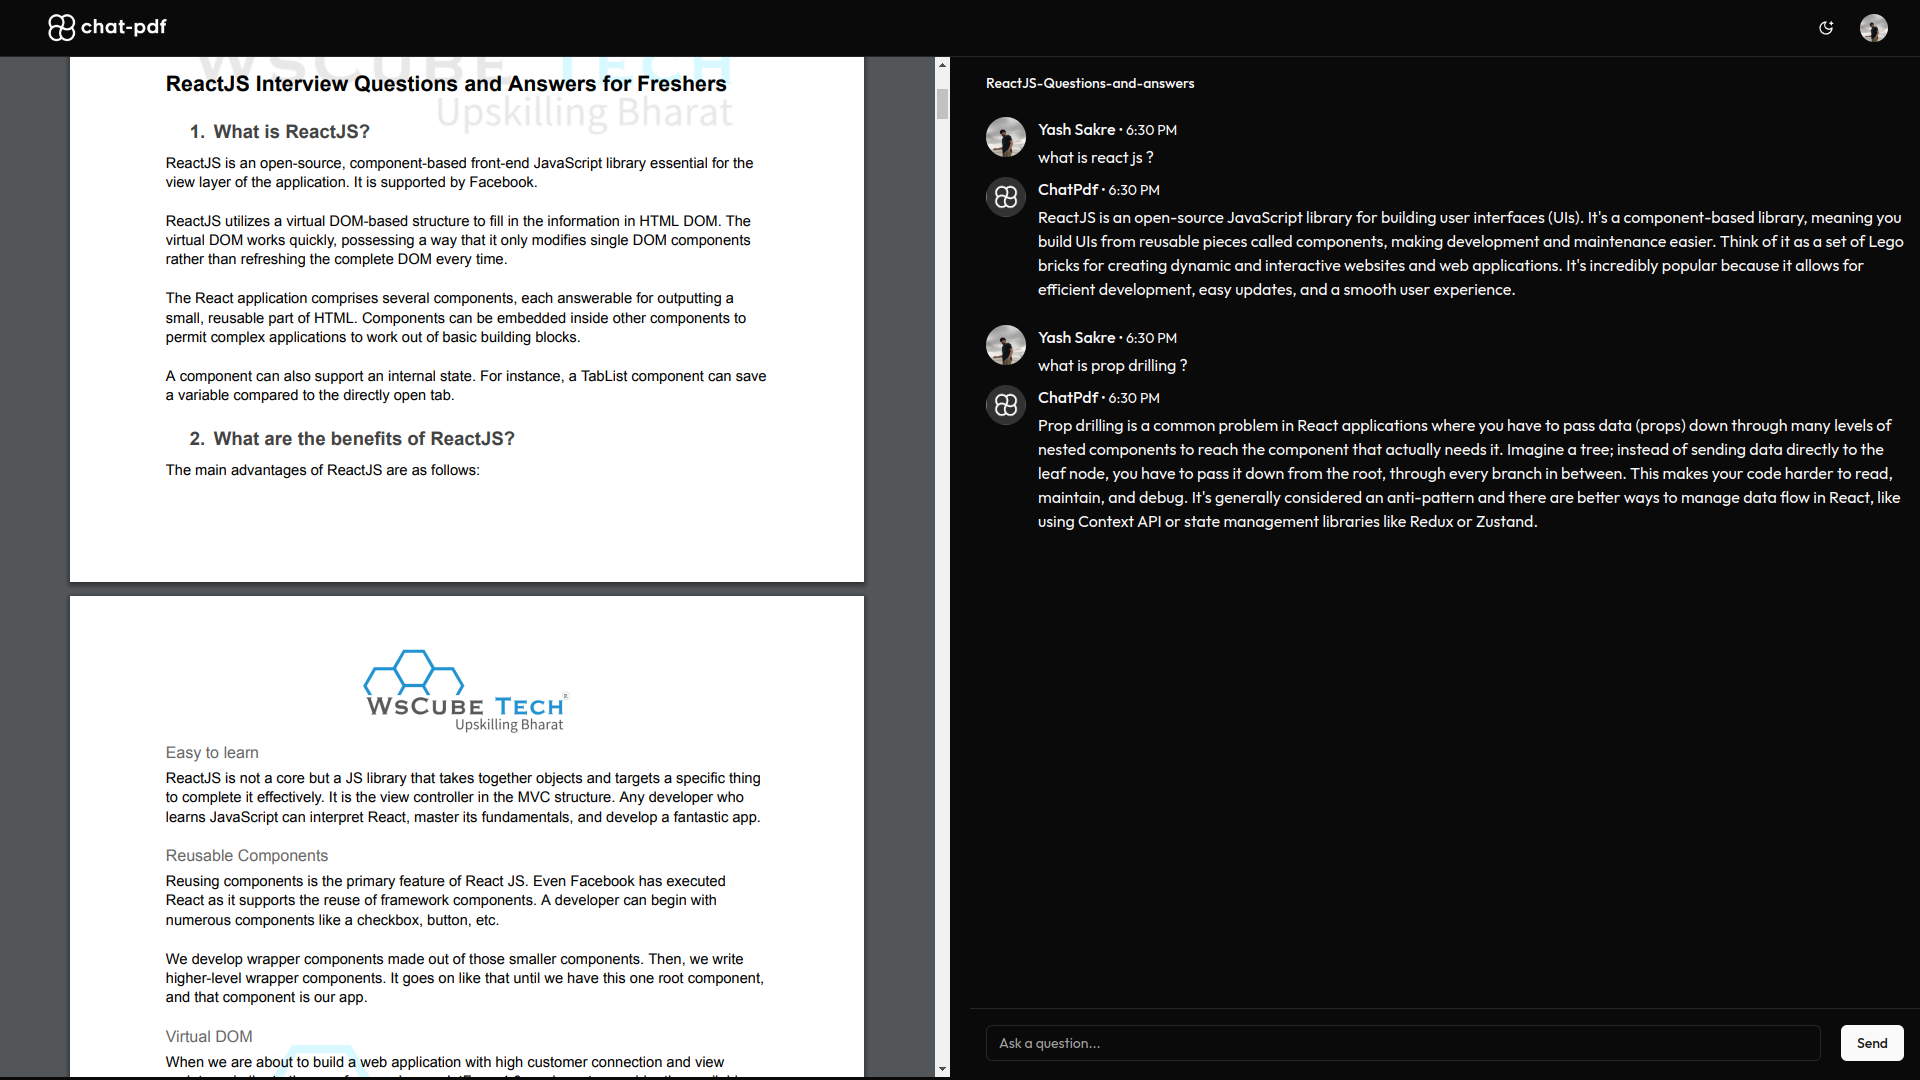 chat-pdf
WSCUBE TECH
Upskilling Bharat
ReactJS Interview Questions and Answers for Freshers
1. What is ReactJS?
ReactJS is an open-source, component-based front-end JavaScript library essential for the
view layer of the application. It is supported by Facebook.
ReactJS utilizes a virtual DOM-based structure to fill in the information in HTML DOM. The
virtual DOM works quickly, possessing a way that it only modifies single DOM components
rather than refreshing the complete DOM every time.
The React application comprises several components, each answerable for outputting a
small, reusable part of HTML. Components can be embedded inside other components to
permit complex applications to work out of basic building blocks.
A component can also support an internal state. For instance, a TabList component can save
a variable compared to the directly open tab.
2. What are the benefits of ReactJS?
The main advantages of ReactJS are as follows:
WSCUBE TECH
Upskilling Bharat
Easy to learn
ReactJS is not a core but a JS library that takes together objects and targets a specific thing
to complete it effectively. It is the view controller in the MVC structure. Any developer who
learns JavaScript can interpret React, master its fundamentals, and develop a fantastic app.
Reusable Components
Reusing components is the primary feature of React JS. Even Facebook has executed
React as it supports the reuse of framework components. A developer can begin with
numerous components like a checkbox, button, etc.
We develop wrapper components made out of those smaller components. Then, we write
higher-level wrapper components. It goes on like that until we have this one root component,
and that component is our app.
Virtual DOM
When we are about to build a web application with high customer connection and view
ReactJS-Questions-and-answers
Yash Sakre • 6:30 PM
what is react js ?
ChatPdf • 6:30 PM
ReactJS is an open-source JavaScript library for building user interfaces (UIs). It's a component-based library, meaning you
build UIs from reusable pieces called components, making development and maintenance easier. Think of it as a set of Lego
bricks for creating dynamic and interactive websites and web applications. It's incredibly popular because it allows for
efficient development, easy updates, and a smooth user experience.
Yash Sakre • 6:30 PM
what is prop drilling ?
ChatPdf • 6:30 PM
Prop drilling is a common problem in React applications where you have to pass data (props) down through many levels of
nested components to reach the component that actually needs it. Imagine a tree; instead of sending data directly to the
leaf node, you have to pass it down from the root, through every branch in between. This makes your code harder to read,
maintain, and debug. It's generally considered an anti-pattern and there are better ways to manage data flow in React, like
using Context API or state management libraries like Redux or Zustand.
Ask a question...
Send